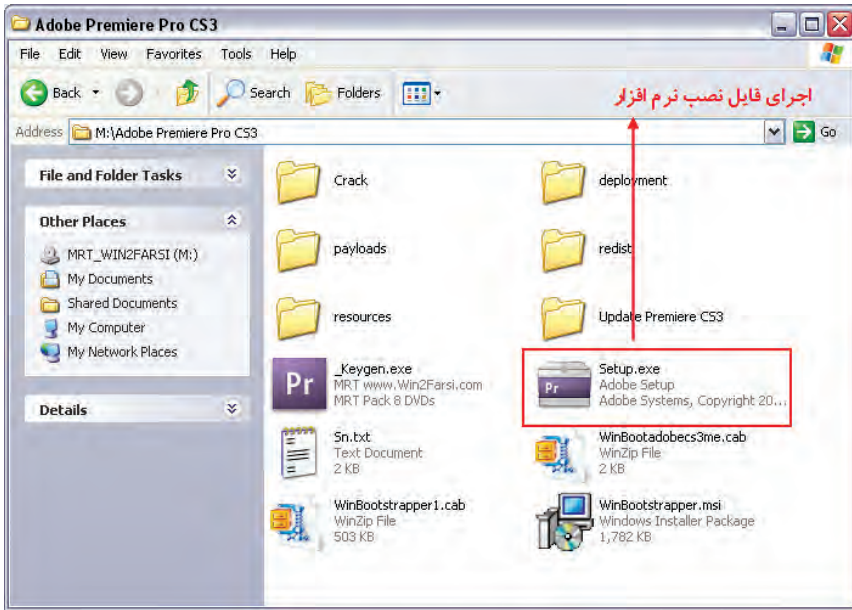 Adobe Premiere Pro CS3
File Edit View Favorites Tools Help
Back Search Folders
اجرای فایل نصب نرم افزار
Address M:\Adobe Premiere Pro CS3 Go
File and Folder Tasks
Other Places
MRT_WIN2FARSI (M:)
My Documents
Shared Documents
My Computer
My Network Places
Details
Crack
deployment
payloads
redist
resources
Update Premiere CS3
Pr
_Keygen.exe
MRT www.Win2Farsi.com
MRT Pack 8 DVDs
Pr
Setup.exe
Adobe Setup
Adobe Systems, Copyright 20...
Sn.txt
Text Document
2 KB
WinBootadobecs3me.cab
WinZip File
2 KB
WinBootstrapper1.cab
WinZip File
503 KB
WinBootstrapper.msi
Windows Installer Package
1,782 KB